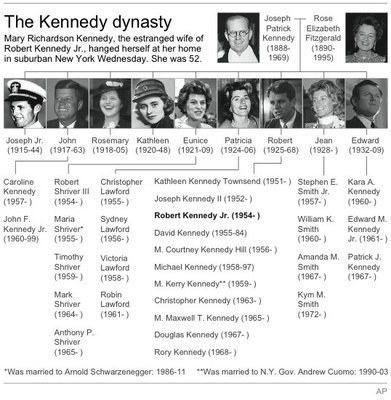 The Kennedy dynasty
Mary Richardson Kennedy, the estranged wife of
Robert Kennedy Jr., hanged herself at her home
in suburban New York Wednesday. She was 52.
Joseph
Patrick
Kennedy
(1888-
1969)
Rose
Elizabeth
Fitzgerald
(1890-
1995)
Joseph Jr.
(1915-44)
John
(1917-63)
Rosemary
(1918-05)
Kathleen
(1920-48)
Eunice
(1921-09)
Patricia
(1924-06)
Robert
(1925-68)
Jean
(1928- )
Edward
(1932-09)
Caroline
Kennedy
(1957- )
John F.
Kennedy Jr.
(1960-99)
Robert
Shriver III
(1954- )
Maria
Shriver*
(1955- )
Timothy
Shriver
(1959- )
Mark
Shriver
(1964- )
Anthony P.
Shriver
(1965- )
Christopher
Lawford
(1955- )
Sydney
Lawford
(1956- )
Victoria
Lawford
(1958- )
Robin
Lawford
(1961- )
Kathleen Kennedy Townsend (1951- )
Joseph Kennedy II (1952- )
Robert Kennedy Jr. (1954- )
David Kennedy (1955-84)
M. Courtney Kennedy Hill (1956- )
Michael Kennedy (1958-97)
M. Kerry Kennedy** (1959- )
Christopher Kennedy (1963- )
M. Maxwell T. Kennedy (1965- )
Douglas Kennedy (1967- )
Rory Kennedy (1968- )
Stephen E.
Smith Jr.
(1957- )
William K.
Smith
(1960- )
Amanda M.
Smith
(1967- )
Kym M.
Smith
(1972- )
Kara A.
Kennedy
(1960- )
Edward M.
Kennedy
Jr. (1961- )
Patrick J.
Kennedy
(1967- )
*Was married to Arnold Schwarzenegger: 1986-11
**Was married to N.Y. Gov. Andrew Cuomo: 1990-03
AP